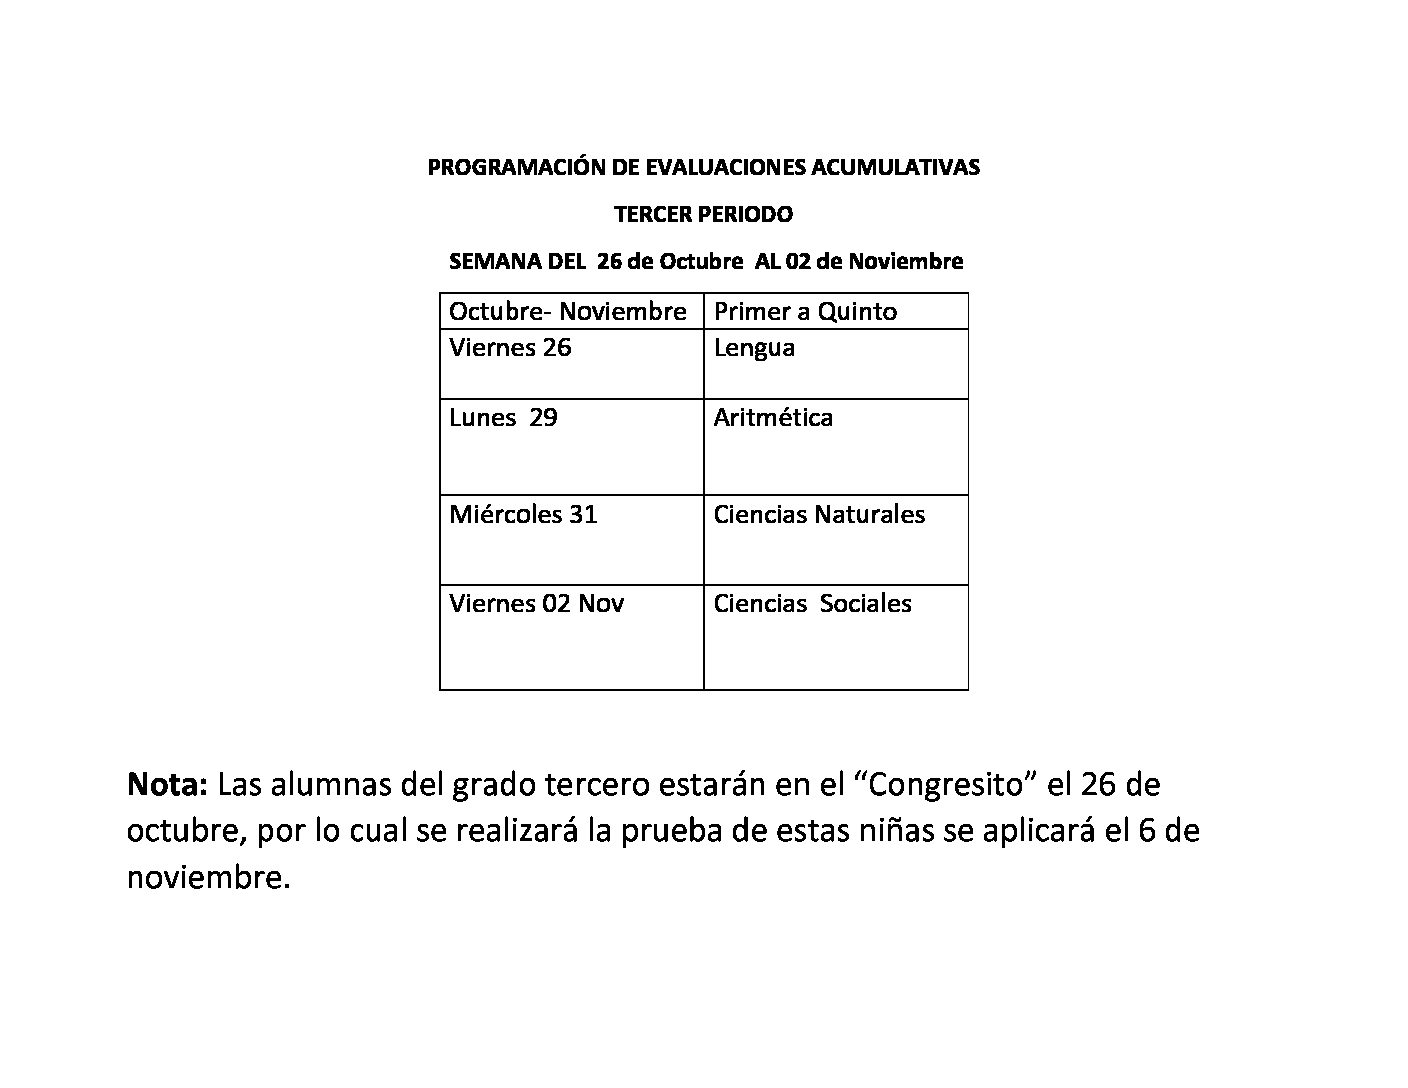 PROGRAMACIÓN DE EVALUACIONES ACUMULATIVAS
TERCER PERIODO
SEMANA DEL  26 de Octubre  AL 02 de Noviembre
Octubre- Noviembre Primer a Quinto
Viernes 26 Lengua
Lunes  29 Aritmética
Miércoles 31 Ciencias Naturales
Viernes 02 Nov Ciencias  Sociales
Nota: Las alumnas del grado tercero estarán en el “Congresito” el 26 de
octubre, por lo cual se realizará la prueba de estas niñas se aplicará el 6 de
noviembre.